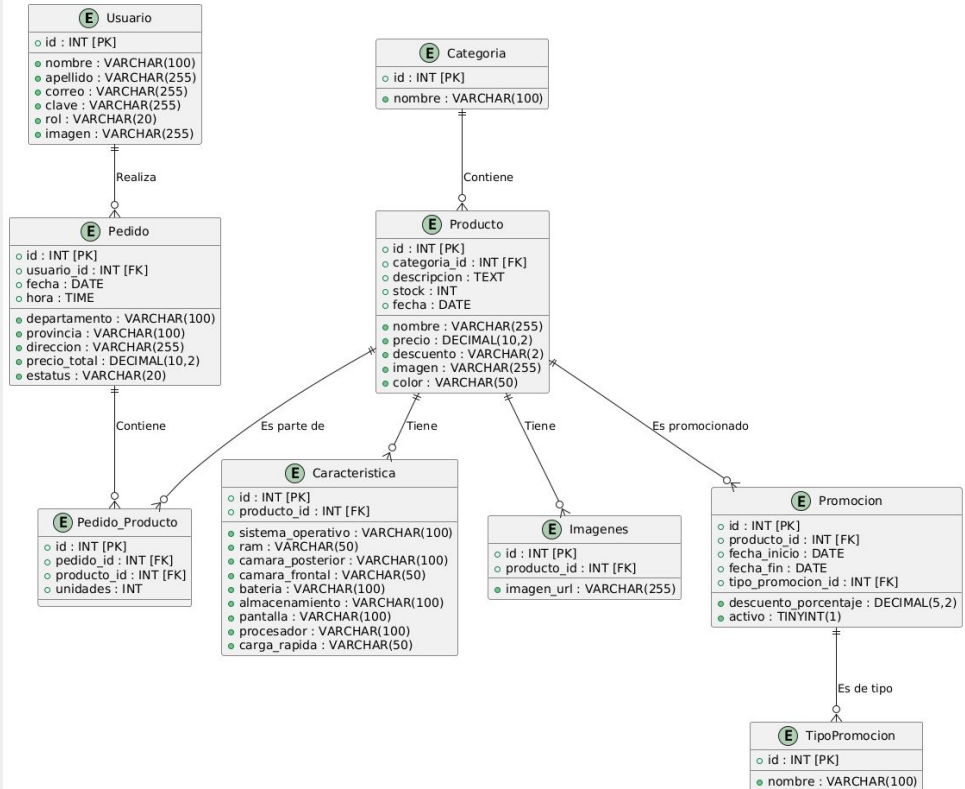 E Usuario
id : INT [PK]
nombre : VARCHAR(100)
apellido : VARCHAR(255)
correo : VARCHAR(255)
clave : VARCHAR(255)
rol : VARCHAR(20)
imagen : VARCHAR(255)
E Categoria
id : INT [PK]
nombre : VARCHAR(100)
Realiza
Contiene
E Pedido
id : INT [PK]
usuario_id : INT [FK]
fecha : DATE
hora : TIME
departamento : VARCHAR(100)
provincia : VARCHAR(100)
direccion : VARCHAR(255)
precio_total : DECIMAL(10,2)
estatus : VARCHAR(20)
E Producto
id : INT [PK]
categoria_id : INT [FK]
descripcion : TEXT
stock : INT
fecha : DATE
nombre : VARCHAR(255)
precio : DECIMAL(10,2)
descuento : VARCHAR(2)
imagen : VARCHAR(255)
color : VARCHAR(50)
Contiene
Es parte de
Tiene
Tiene
Es promocionado
E Pedido_Producto
id : INT [PK]
pedido_id : INT [FK]
producto_id : INT [FK]
unidades : INT
E Caracteristica
id : INT [PK]
producto_id : INT [FK]
sistema_operativo : VARCHAR(100)
ram : VARCHAR(50)
camara_posterior : VARCHAR(100)
camara_frontal : VARCHAR(50)
bateria : VARCHAR(100)
almacenamiento : VARCHAR(100)
pantalla : VARCHAR(100)
procesador : VARCHAR(100)
carga_rapida : VARCHAR(50)
E Imagenes
id : INT [PK]
producto_id : INT [FK]
imagen_url : VARCHAR(255)
E Promocion
id : INT [PK]
producto_id : INT [FK]
fecha_inicio : DATE
fecha_fin : DATE
tipo_promocion_id : INT [FK]
descuento_porcentaje : DECIMAL(5,2)
activo : TINYINT(1)
Es de tipo
E TipoPromocion
id : INT [PK]
nombre : VARCHAR(100)